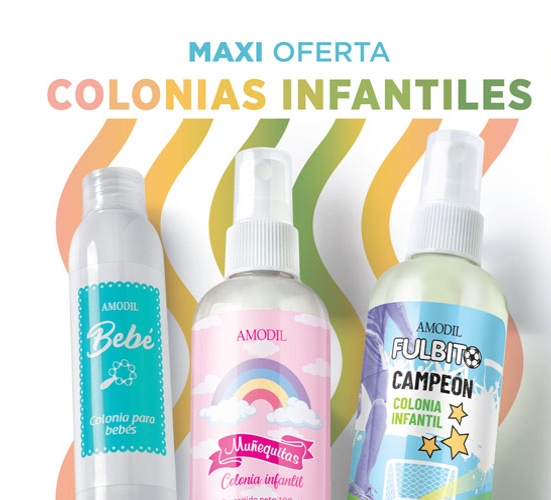 MAXI OFERTA
COLONIAS INFANTILES
AMODIL
Bebé
Colonia para
bebés
AMODIL
Muñequitas
Colonia infantil
AMODIL
FULBITO
CAMPEÓN
COLONIA
INFANTIL